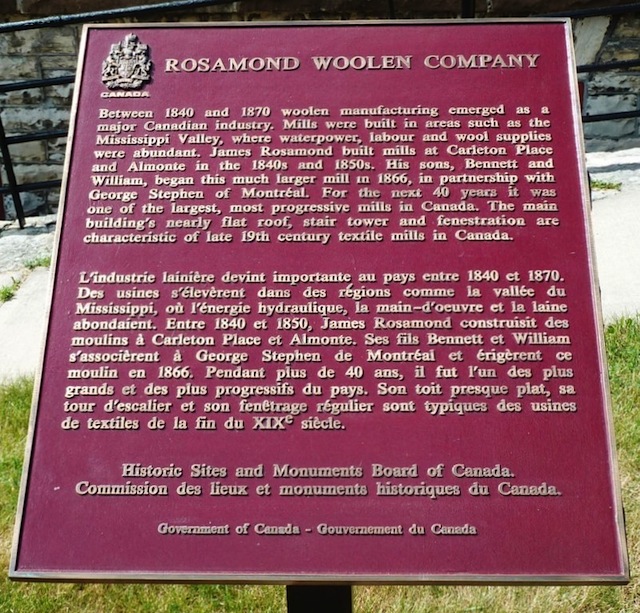 CANADA
ROSAMOND WOOLEN COMPANY
Between 1840 and 1870 woolen manufacturing emerged as a
major Canadian industry. Mills were built in areas such as the
Mississippi Valley, where waterpower, labour and wool supplies
were abundant. James Rosamond built mills at Carleton Place
and Almonte in the 1840s and 1850s. His sons, Bennett and
William, began this much larger mill in 1866, in partnership with
George Stephen of Montréal. For the next 40 years it was
one of the largest, most progressive mills in Canada. The main
building's nearly flat roof, stair tower and fenestration are
characteristic of late 19th century textile mills in Canada.
L'industrie lainière devint importante au pays entre 1840 et 1870.
Des usines s'élevèrent dans des régions comme la vallée du
Mississippi, où l'énergie hydraulique, la main-d'oeuvre et la laine
abondaient. Entre 1840 et 1850, James Rosamond construisit des
moulins à Carleton Place et Almonte. Ses fils Bennett et William
s'associèrent à George Stephen de Montréal et érigèrent ce
moulin en 1866. Pendant plus de 40 ans, il fut l'un des plus
grands et des plus progressifs du pays. Son toit presque plat, sa
tour d'escalier et son fenêtrage régulier sont typiques des usines
de textiles de la fin du XIXe siècle.
Historic Sites and Monuments Board of Canada.
Commission des lieux et monuments historiques du Canada.
Government of Canada - Gouvernement du Canada